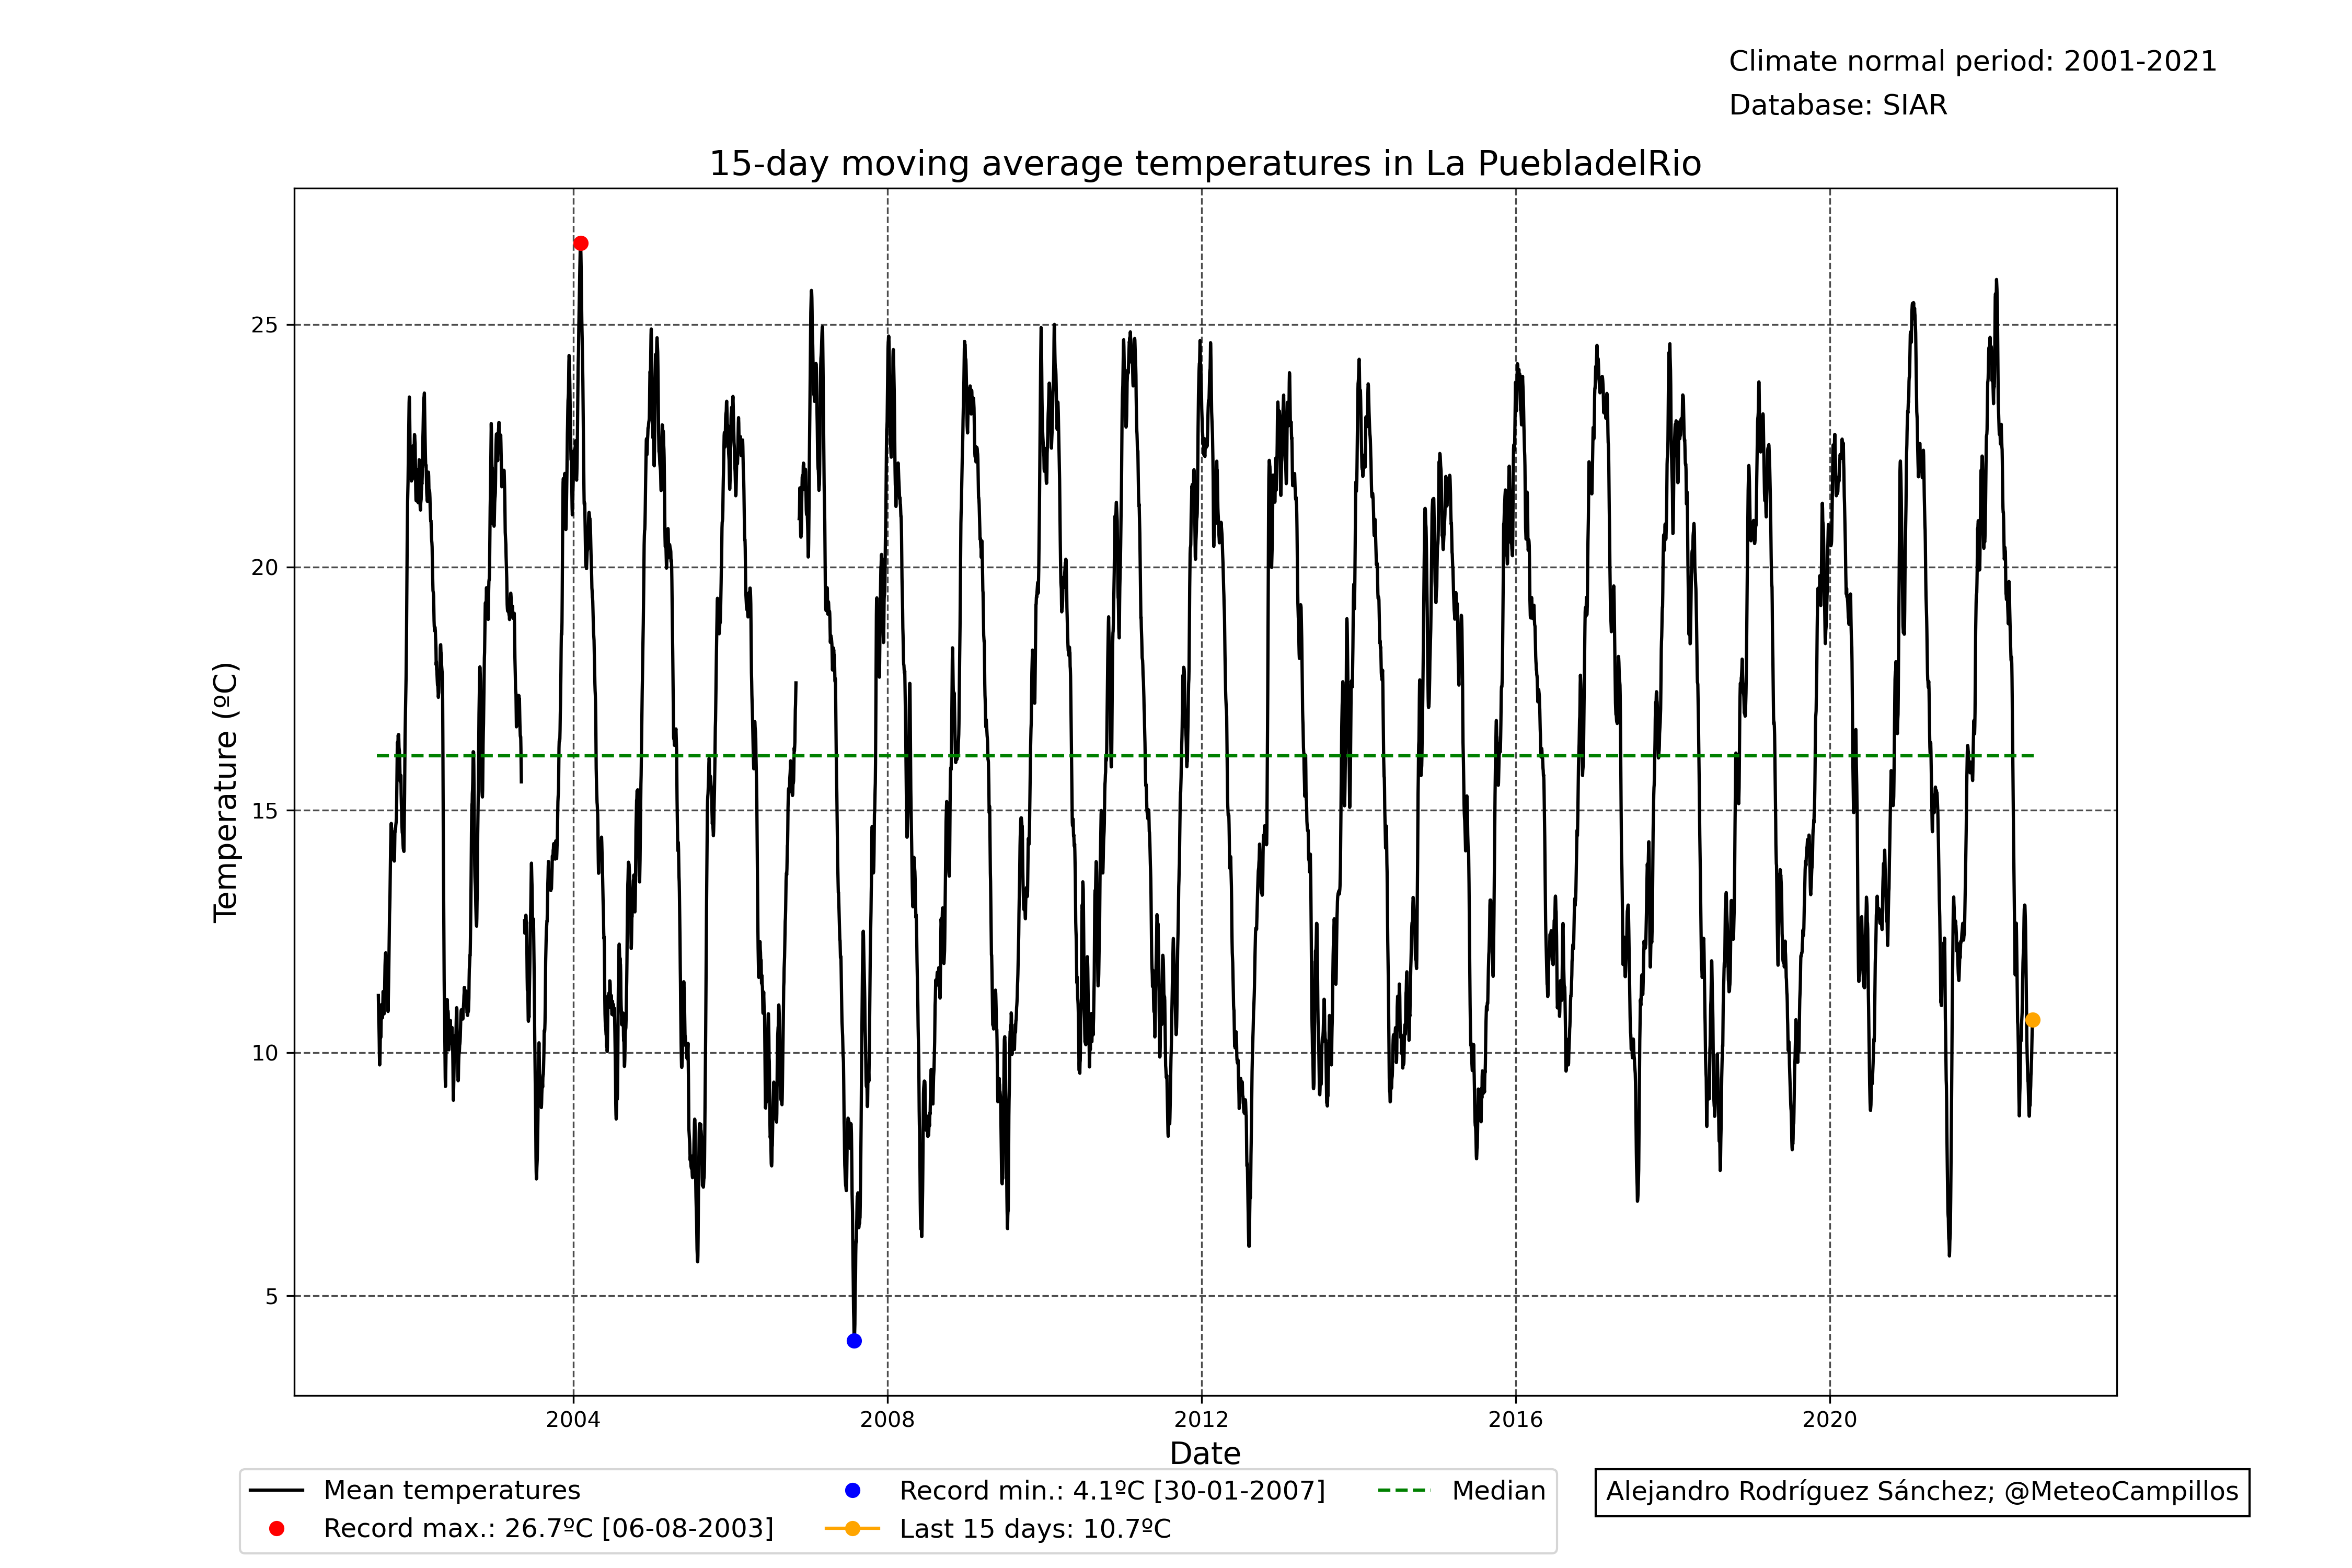 Climate normal period: 2001-2021
Database: SIAR
15-day moving average temperatures in La PuebladelRio
25
20
15
10
5
Temperature (ºC)
2004 2008 2012 2016 2020
Date
Mean temperatures
Record max.: 26.7ºC [06-08-2003]
Record min.: 4.1ºC [30-01-2007]
Last 15 days: 10.7ºC
Median
Alejandro Rodríguez Sánchez; @MeteoCampillos